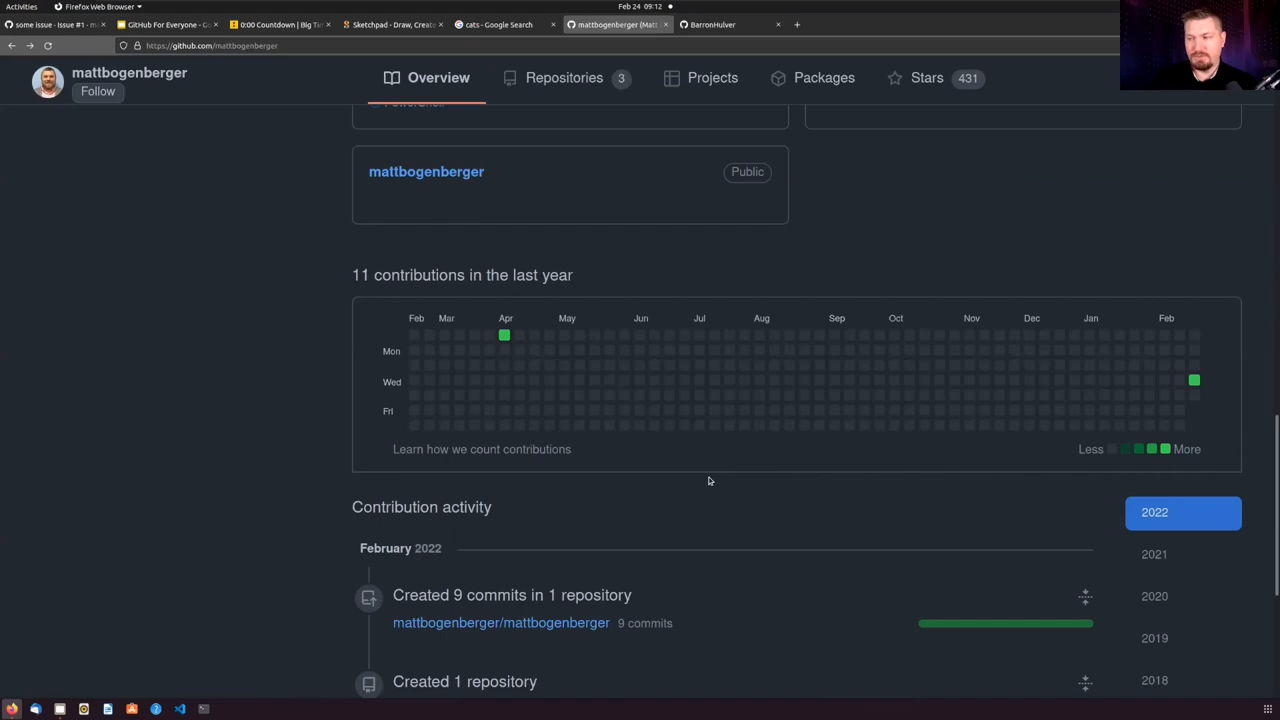 Activities
Firefox Web Browser
Feb 24 09:12
some issue · Issue #1 · m
GitHub For Everyone - G
0:00 Countdown | Big Ti
Sketchpad - Draw, Create
cats - Google Search
mattbogenberger (Matt
BarronHulver
https://github.com/mattbogenberger
mattbogenberger
Follow
Overview
Repositories 3
Projects
Packages
Stars 431
mattbogenberger
Public
11 contributions in the last year
Feb Mar Apr May Jun Jul Aug Sep Oct Nov Dec Jan Feb
Mon
Wed
Fri
Learn how we count contributions
Less
More
Contribution activity
2022
February 2022
2021
Created 9 commits in 1 repository
2020
mattbogenberger/mattbogenberger 9 commits
2019
Created 1 repository
2018